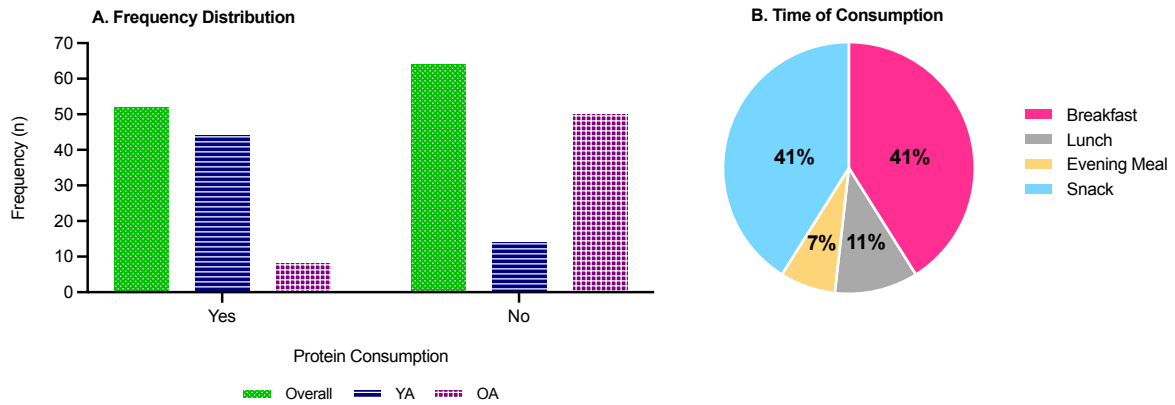 A. Frequency Distribution
70
60
50
40
30
20
10
0
Frequency (n)
Yes
No
Protein Consumption
Overall
YA
OA
B. Time of Consumption
41%
41%
7%
11%
Breakfast
Lunch
Evening Meal
Snack